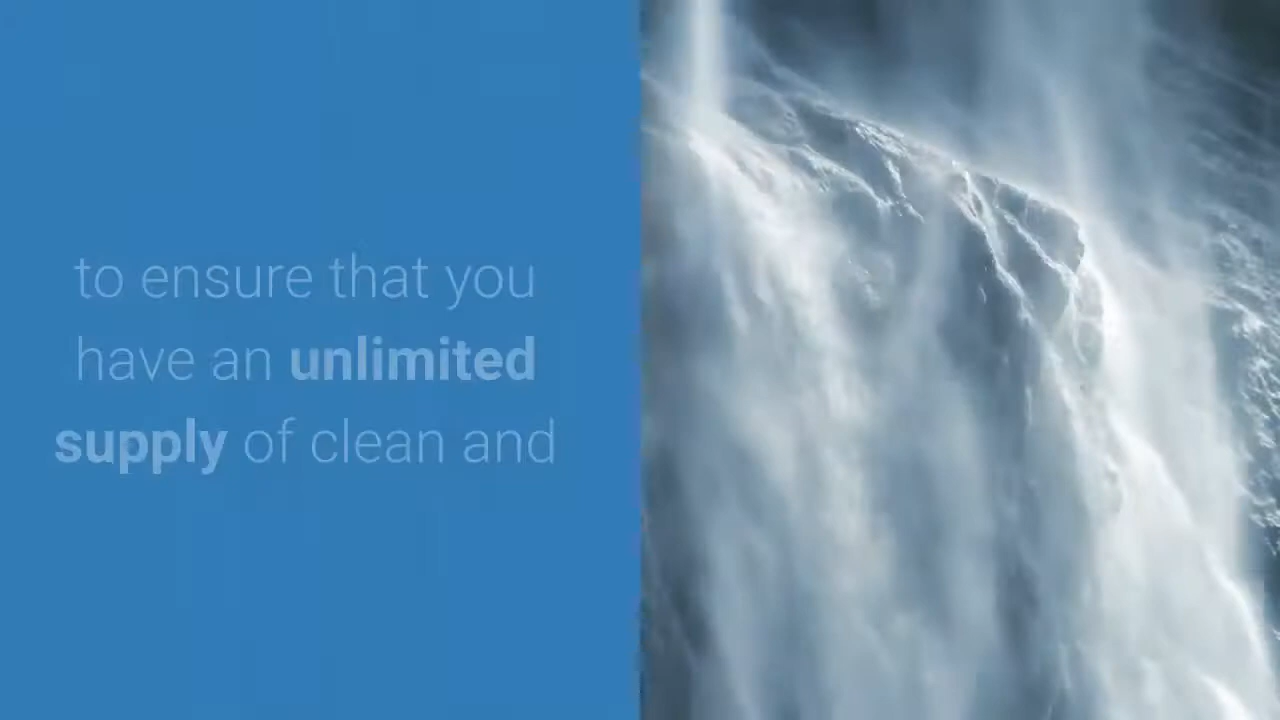 to ensure that you
have an unlimited
supply of clean and